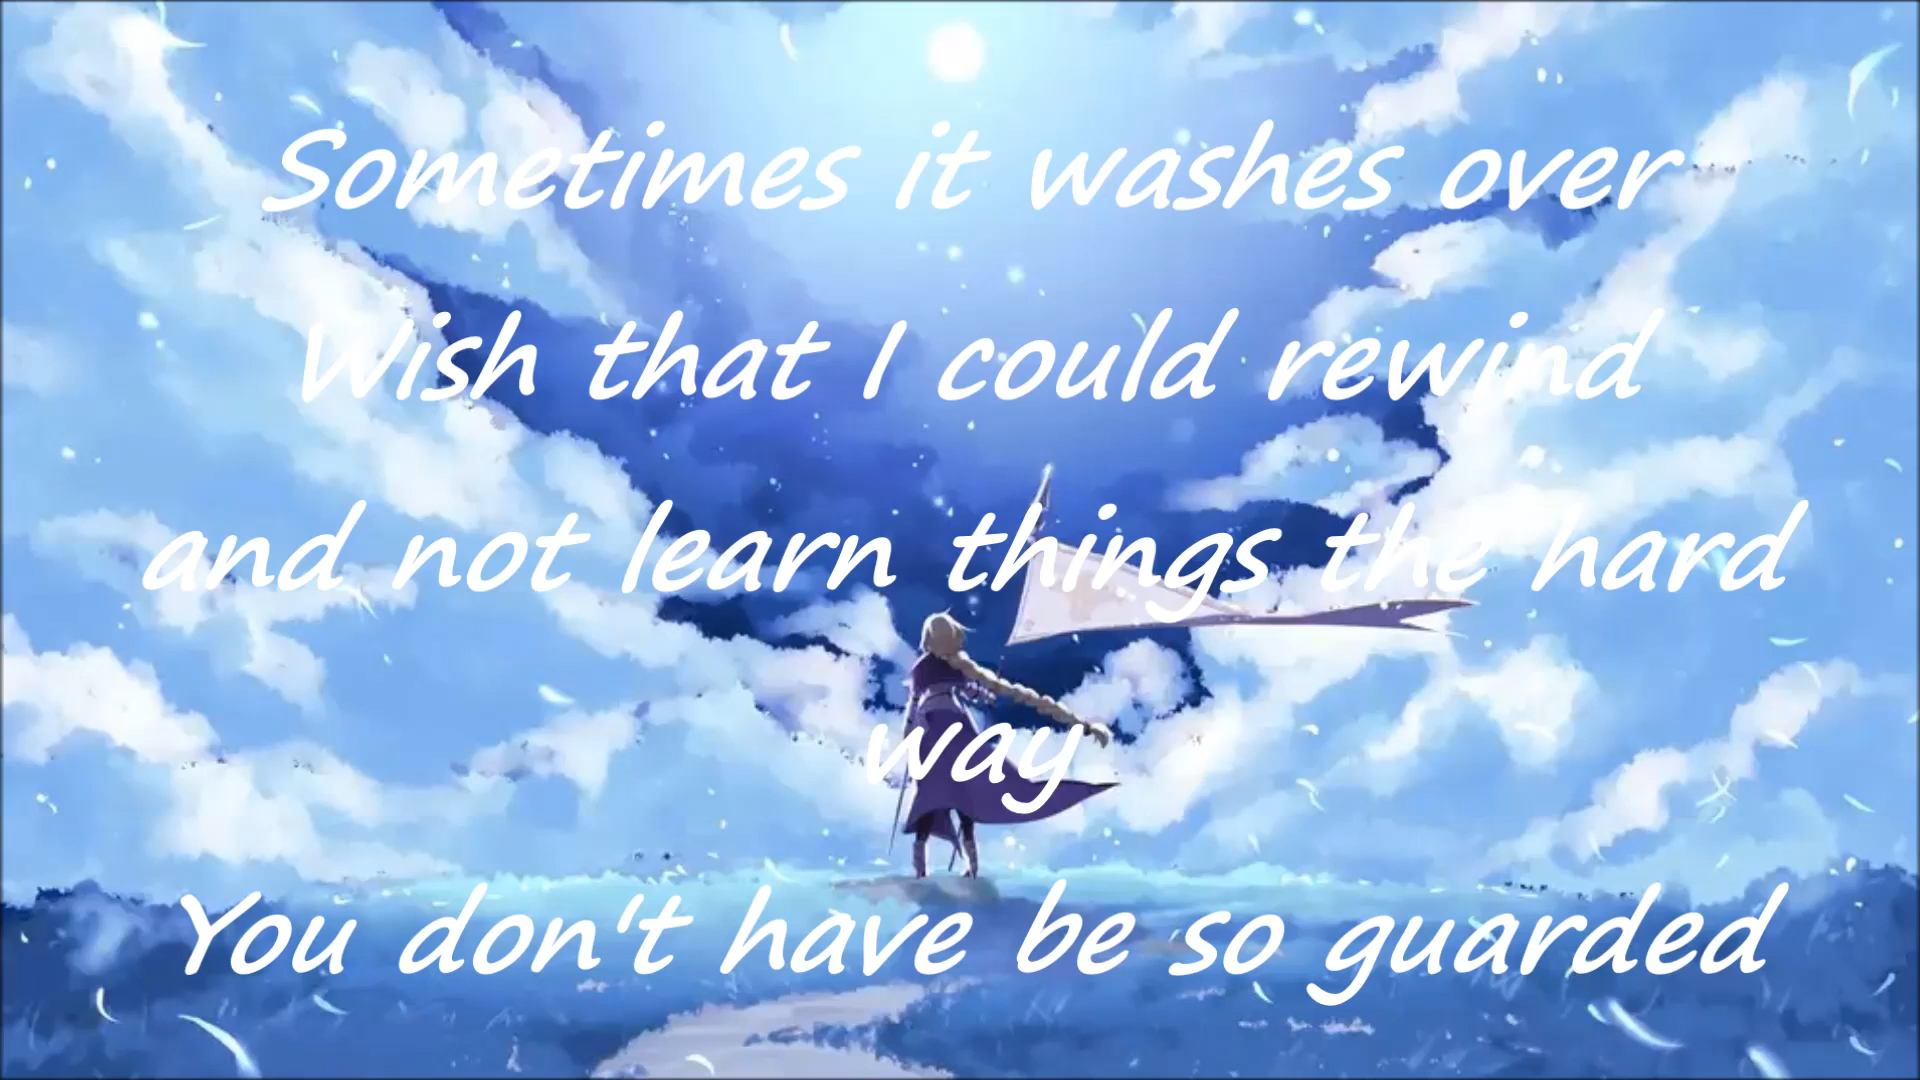 Sometimes it washes over
Wish that I could rewind
and not learn things the hard
way
You don't have be so guarded